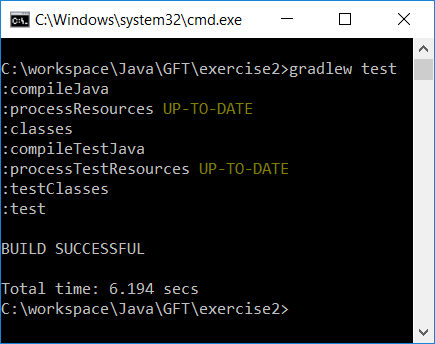 C:\Windows\system32\cmd.exe
C:\workspace\Java\GFT\exercise2>gradlew test
:compileJava
:processResources UP-TO-DATE
:classes
:compileTestJava
:processTestResources UP-TO-DATE
:testClasses
:test
BUILD SUCCESSFUL
Total time: 6.194 secs
C:\workspace\Java\GFT\exercise2>